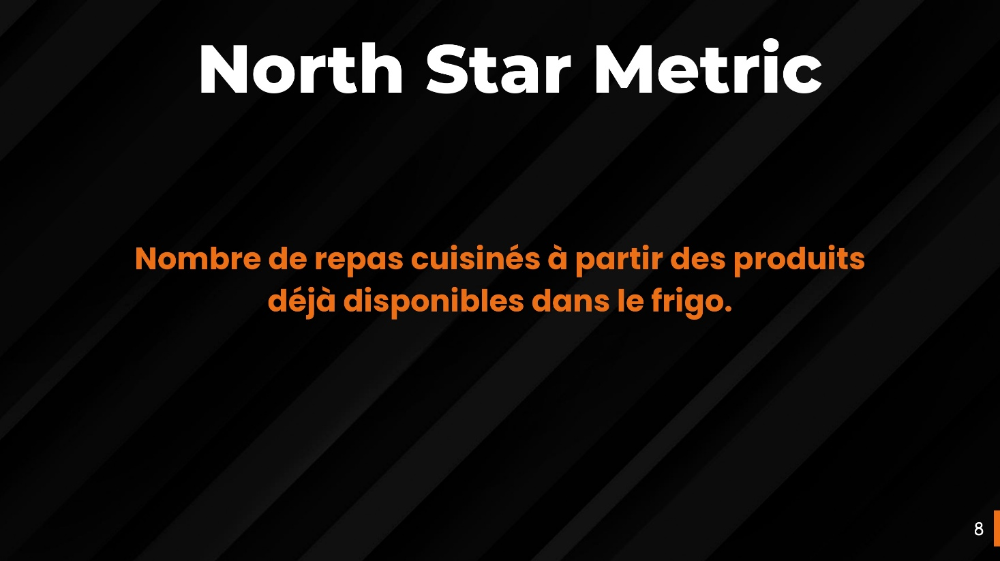 North Star Metric
Nombre de repas cuisinés à partir des produits
déjà disponibles dans le frigo.
8